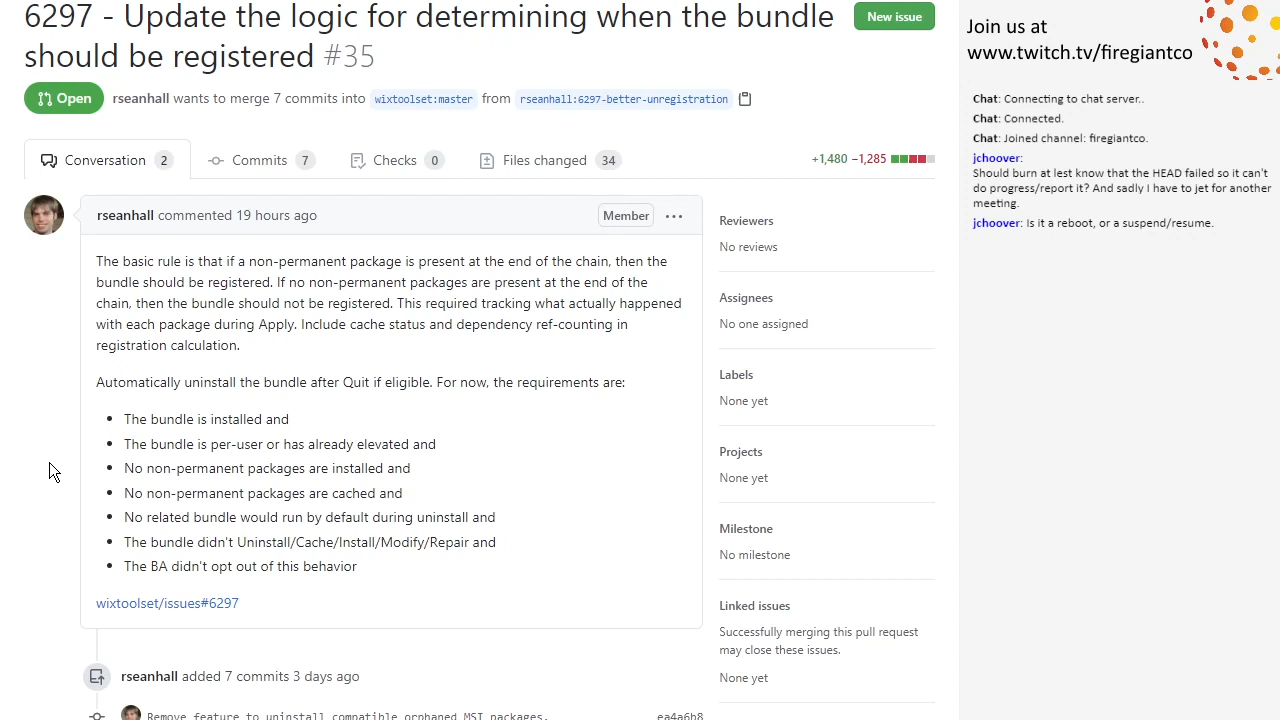 6297 - Update the logic for determining when the bundle
should be registered #35
New issue
Open
rseanhall wants to merge 7 commits into wixtoolset:master from rseanhall:6297-better-unregistration
Conversation 2
Commits 7
Checks 0
Files changed 34
+1,480 −1,285
rseanhall commented 19 hours ago
Member
The basic rule is that if a non-permanent package is present at the end of the chain, then the
bundle should be registered. If no non-permanent packages are present at the end of the
chain, then the bundle should not be registered. This required tracking what actually happened
with each package during Apply. Include cache status and dependency ref-counting in
registration calculation.
Automatically uninstall the bundle after Quit if eligible. For now, the requirements are:
The bundle is installed and
The bundle is per-user or has already elevated and
No non-permanent packages are installed and
No non-permanent packages are cached and
No related bundle would run by default during uninstall and
The bundle didn't Uninstall/Cache/Install/Modify/Repair and
The BA didn't opt out of this behavior
wixtoolset/issues#6297
rseanhall added 7 commits 3 days ago
Remove feature to uninstall compatible orphaned MSI packages.
ea4a6b8
Reviewers
No reviews
Assignees
No one assigned
Labels
None yet
Projects
None yet
Milestone
No milestone
Linked issues
Successfully merging this pull request
may close these issues.
None yet
Join us at
www.twitch.tv/firegiantco
Chat: Connecting to chat server..
Chat: Connected.
Chat: Joined channel: firegiantco.
jchoover:
Should burn at lest know that the HEAD failed so it can't
do progress/report it? And sadly I have to jet for another
meeting.
jchoover: Is it a reboot, or a suspend/resume.